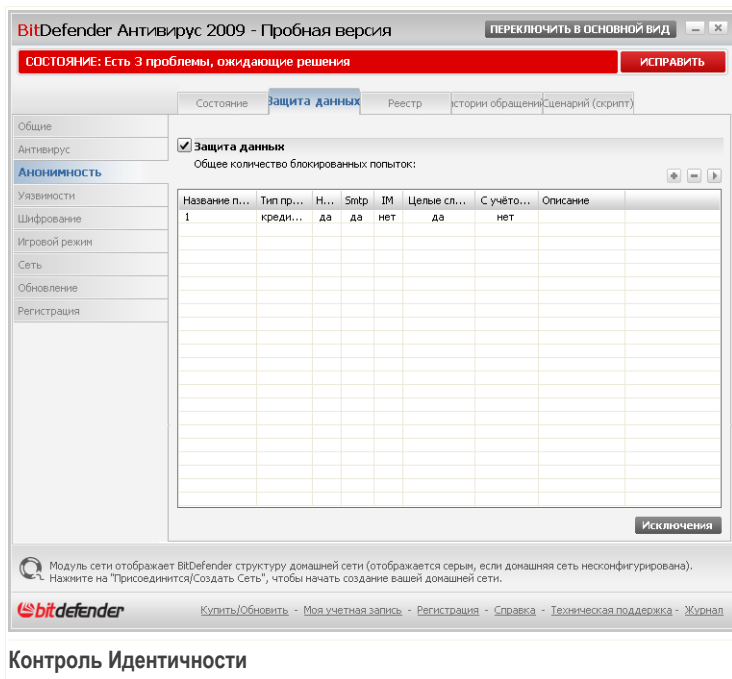 BitDefender Антивирус 2009 - Пробная версия
ПЕРЕКЛЮЧИТЬ В ОСНОВНОЙ ВИД
СОСТОЯНИЕ: Есть 3 проблемы, ожидающие решения
ИСПРАВИТЬ
Состояние
Защита данных
Реестр
істории обращени
Сценарий (скрипт)
Общие
Антивирус
Анонимность
Уязвимости
Шифрование
Игровой режим
Сеть
Обновление
Регистрация
Защита данных
Общее количество блокированных попыток:
Название п... Тип пр... Н... Smtp IM Целые сл... С учёто... Описание
1 креди... да да нет да нет
Исключения
Модуль сети отображает BitDefender структуру домашней сети (отображается серым, если домашняя сеть несконфигурирована).
Нажмите на "Присоединится/Создать Сеть", чтобы начать создание вашей домашней сети.
bitdefender
Купить/Обновить - Моя учетная запись - Регистрация - Справка - Техническая поддержка - Журнал
Контроль Идентичности